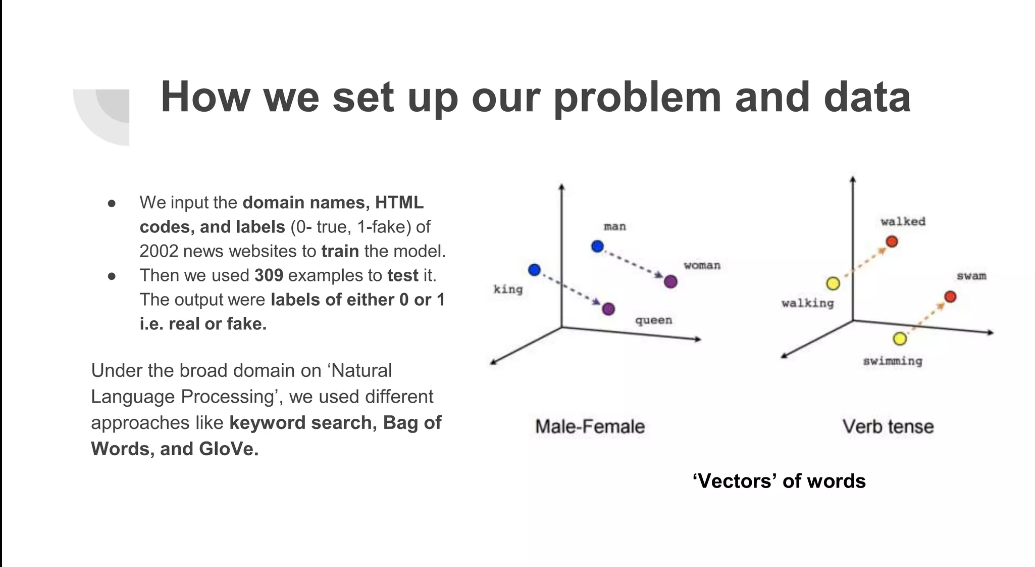 How we set up our problem and data
● We input the domain names, HTML
codes, and labels (0- true, 1-fake) of
2002 news websites to train the model.
● Then we used 309 examples to test it.
The output were labels of either 0 or 1
i.e. real or fake.
Under the broad domain on ‘Natural
Language Processing’, we used different
approaches like keyword search, Bag of
Words, and GloVe.
man
woman
king
queen
Male-Female
walked
swam
walking
swimming
Verb tense
‘Vectors’ of words